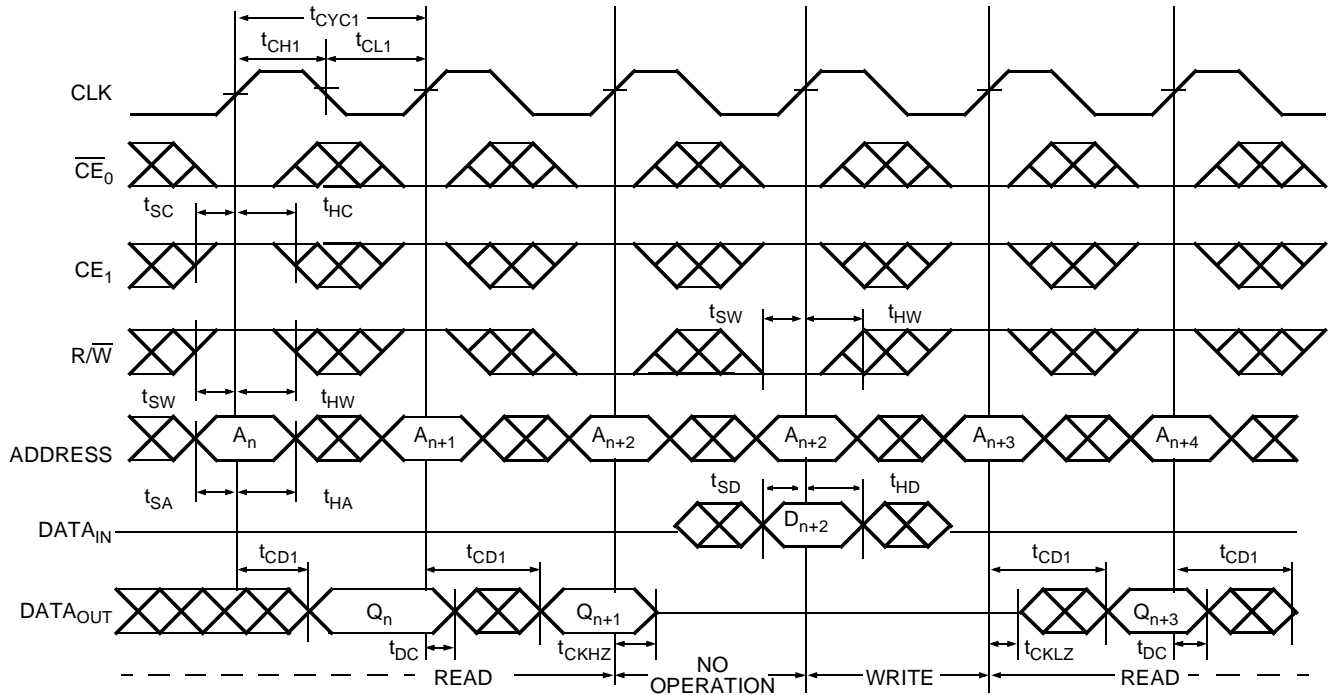 tCYC1
tCH1 tCL1
CLK
CE0
tSC tHC
CE1
tSW tHW
R/W
tSW tHW
ADDRESS An An+1 An+2 An+2 An+3 An+4
tSA tHA tSD tHD
DATAIN Dn+2
tCD1 tCD1 tCD1 tCD1
DATAOUT Qn Qn+1 Qn+3
tDC tCKHZ tCKLZ tDC
READ NO OPERATION WRITE READ